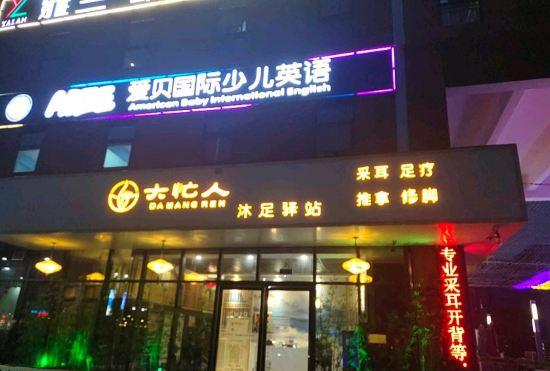 YALAN
爱贝国际少儿英语
American Baby International English
大忙人
DA MANG REN
沐足驿站
采耳 足疗
推拿 修脚
专业采耳开背等